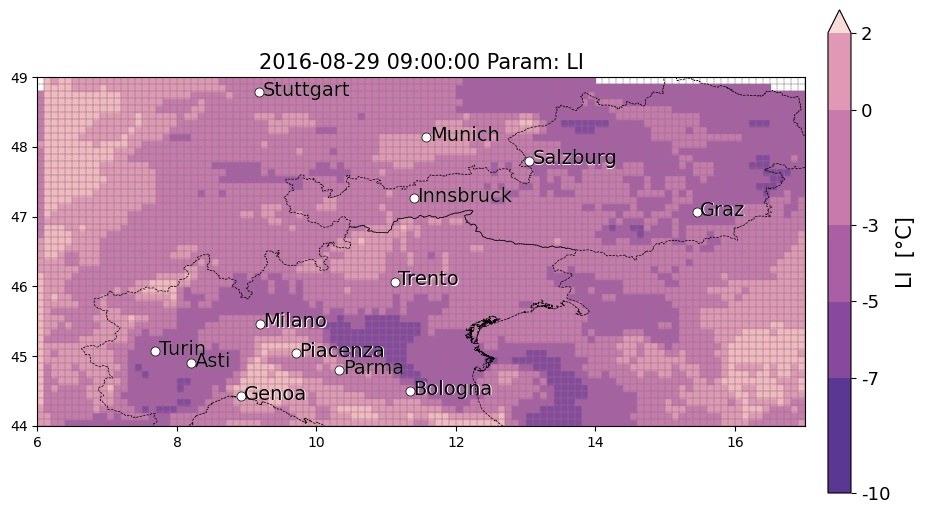 2016-08-29 09:00:00 Param: LI
49
48
47
46
45
44
6
8
10
12
14
16
Stuttgart
Munich
Salzburg
Innsbruck
Graz
Trento
Milano
Turin
Asti
Piacenza
Parma
Genoa
Bologna
2
0
-3
-5
-7
-10
LI [°C]